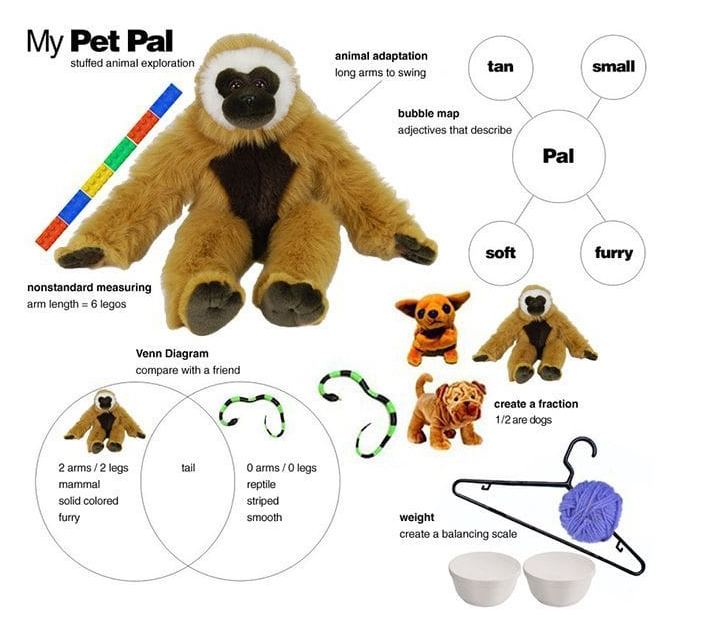 My Pet Pal
stuffed animal exploration
animal adaptation
long arms to swing
bubble map
adjectives that describe
tan
small
Pal
soft
furry
nonstandard measuring
arm length = 6 legos
Venn Diagram
compare with a friend
2 arms / 2 legs
mammal
solid colored
furry
tail
0 arms / 0 legs
reptile
striped
smooth
create a fraction
1/2 are dogs
weight
create a balancing scale